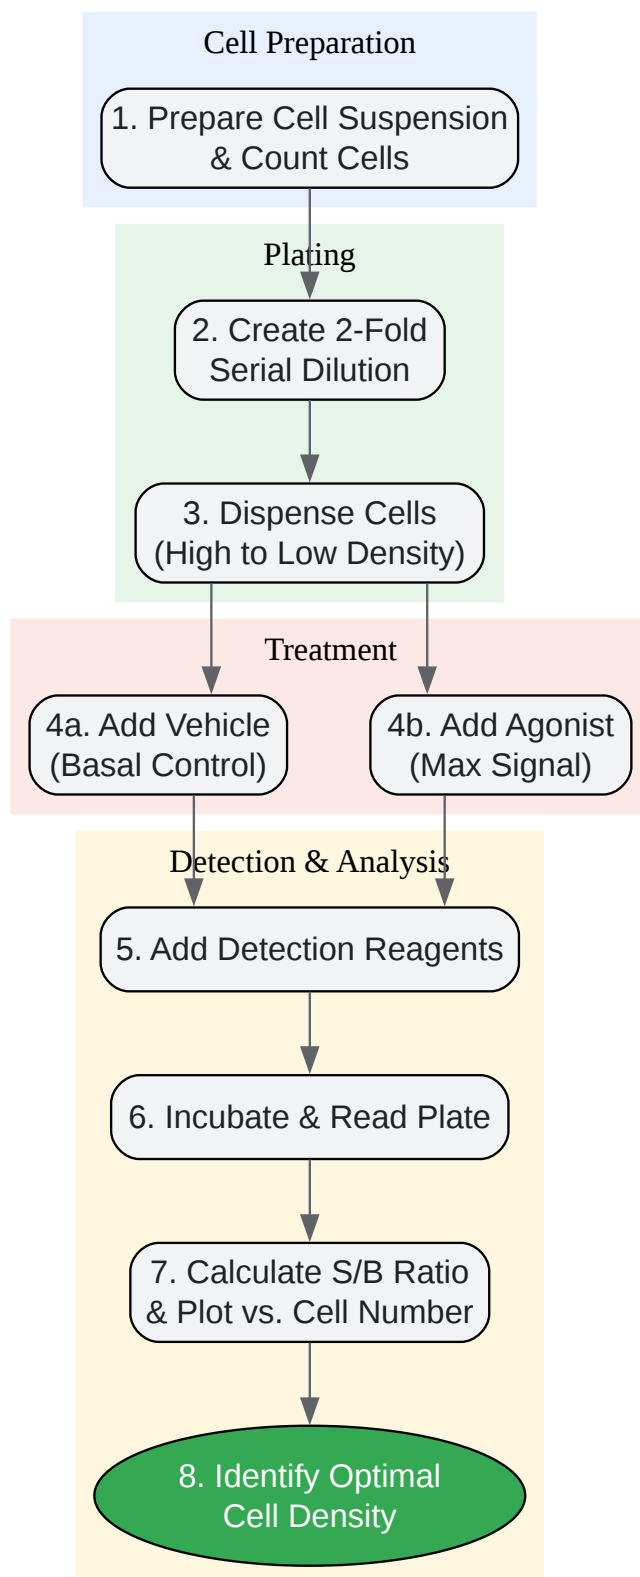 Cell Preparation
1. Prepare Cell Suspension
& Count Cells
Plating
2. Create 2-Fold
Serial Dilution
3. Dispense Cells
(High to Low Density)
Treatment
4a. Add Vehicle
(Basal Control)
4b. Add Agonist
(Max Signal)
Detection & Analysis
5. Add Detection Reagents
6. Incubate & Read Plate
7. Calculate S/B Ratio
& Plot vs. Cell Number
8. Identify Optimal
Cell Density